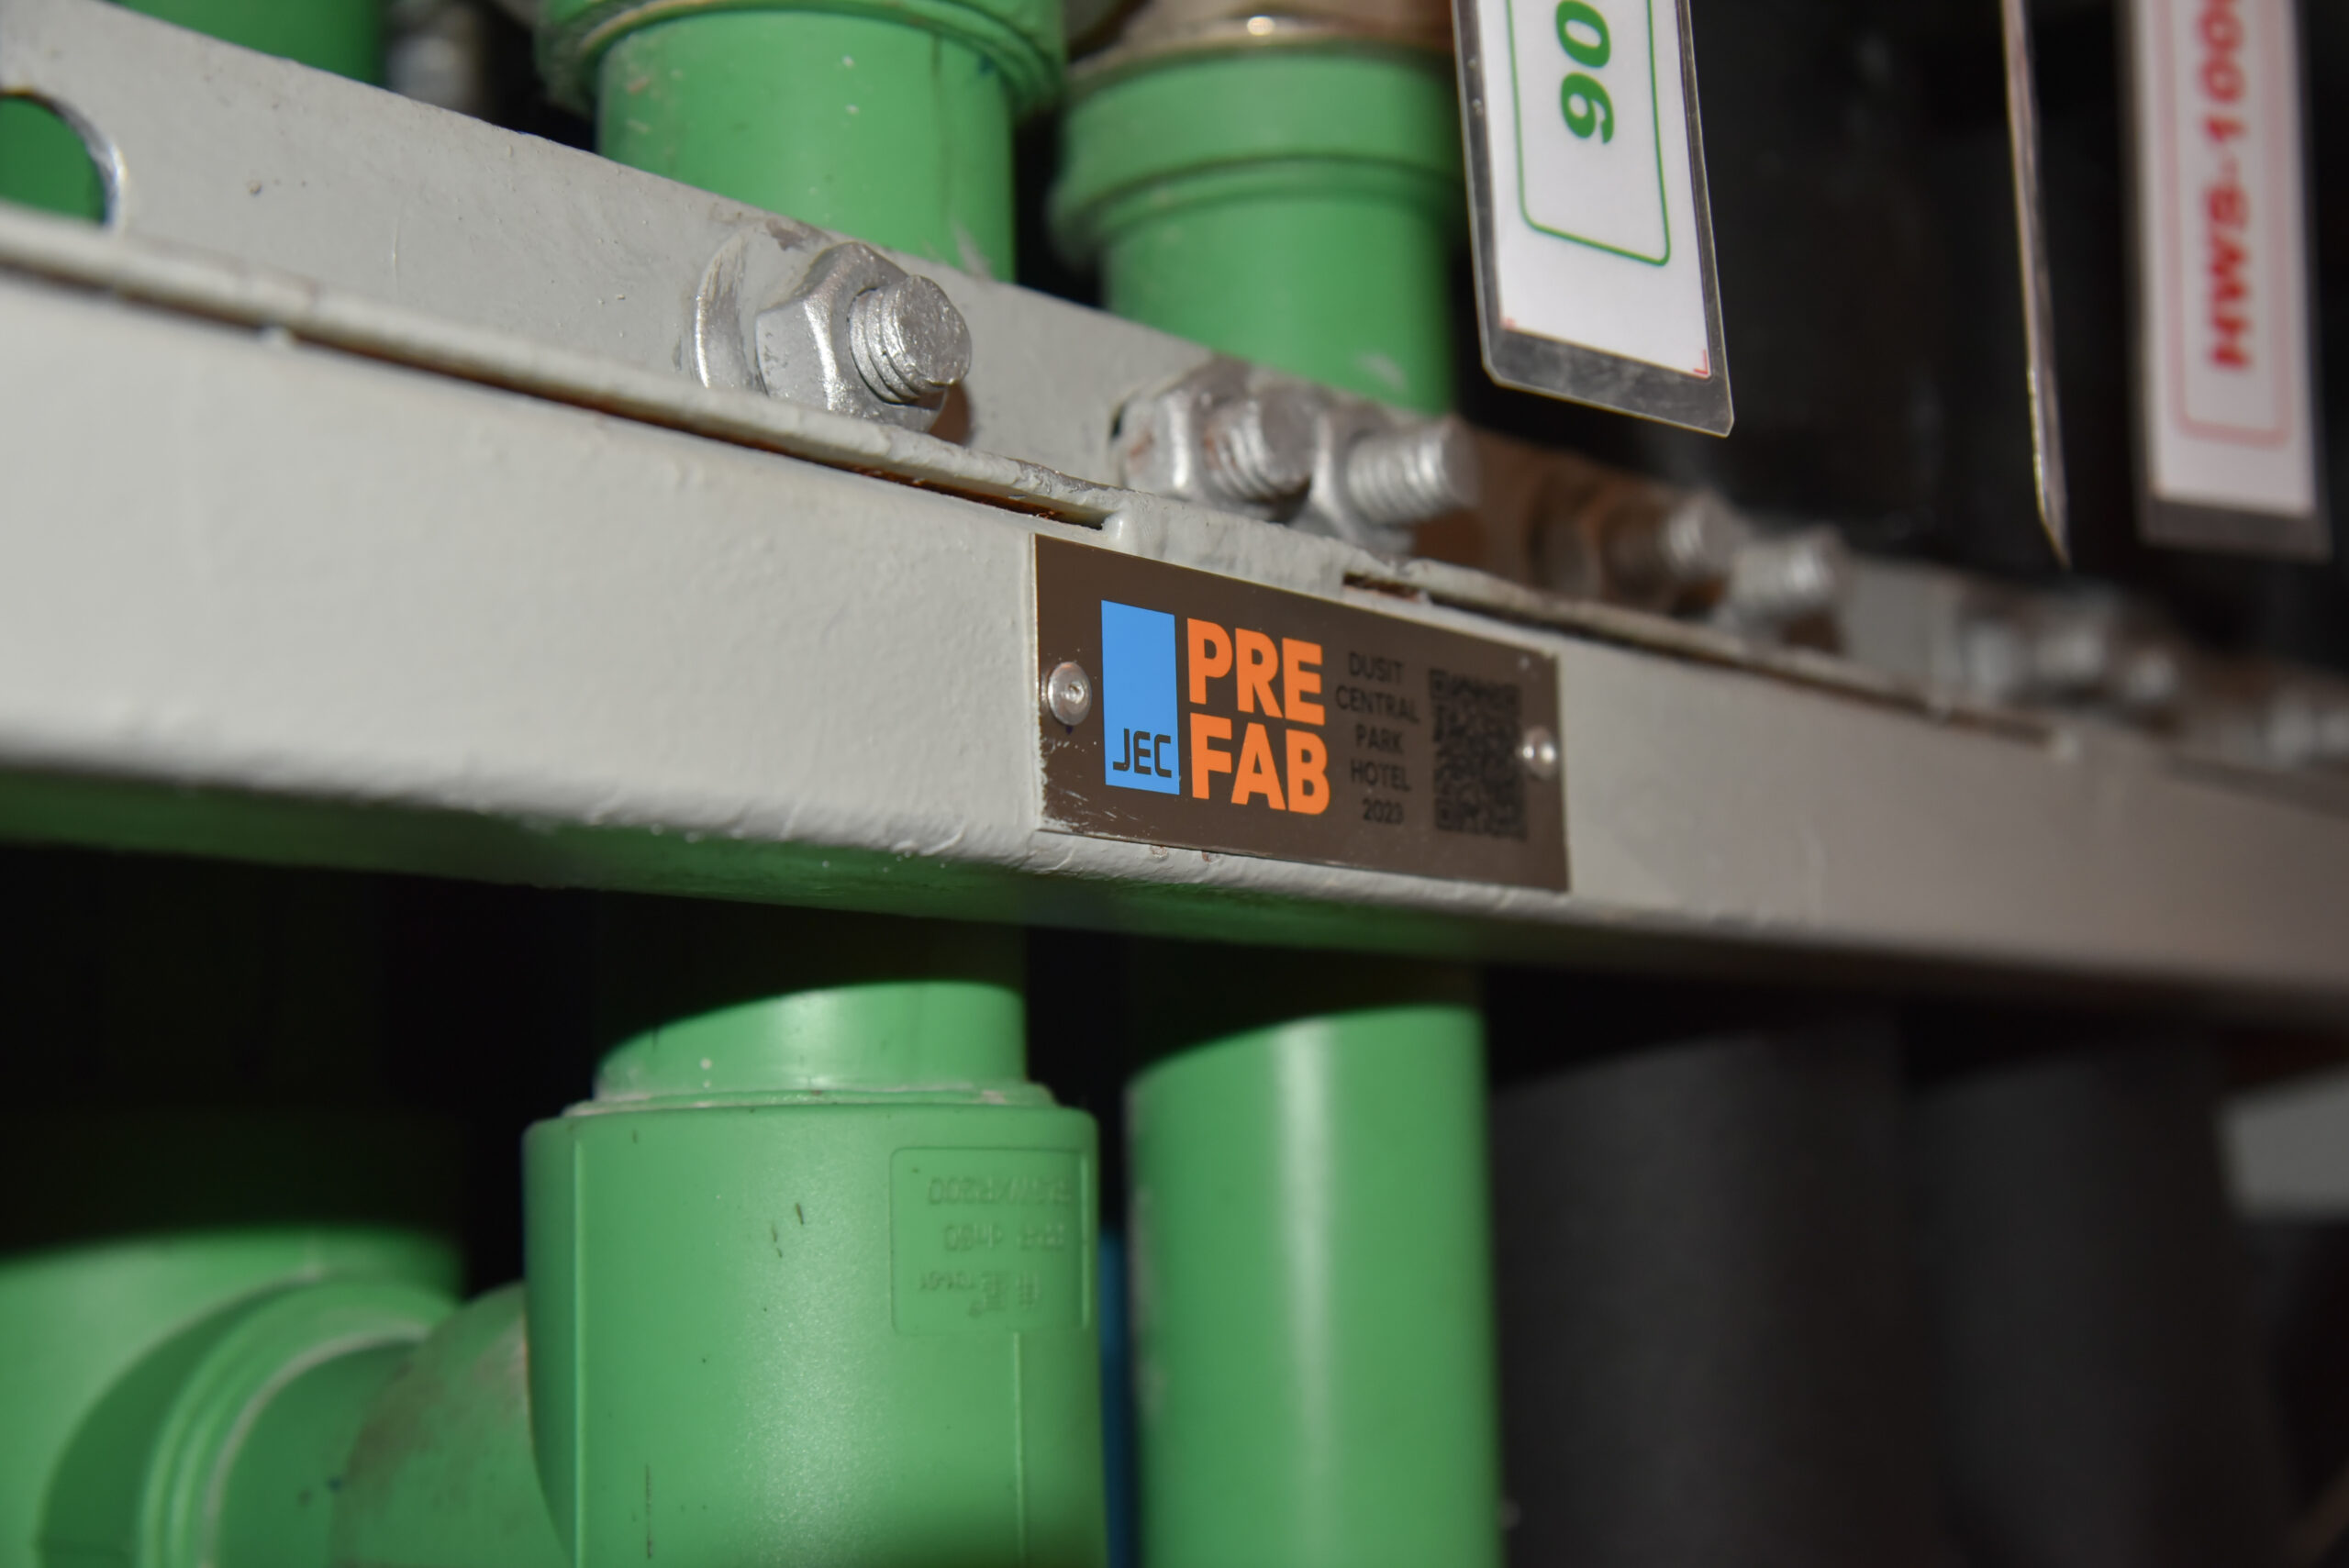 90
HWS-100
JEC
PRE
FAB
DUSIT
CENTRAL
PARK
HOTEL
2023